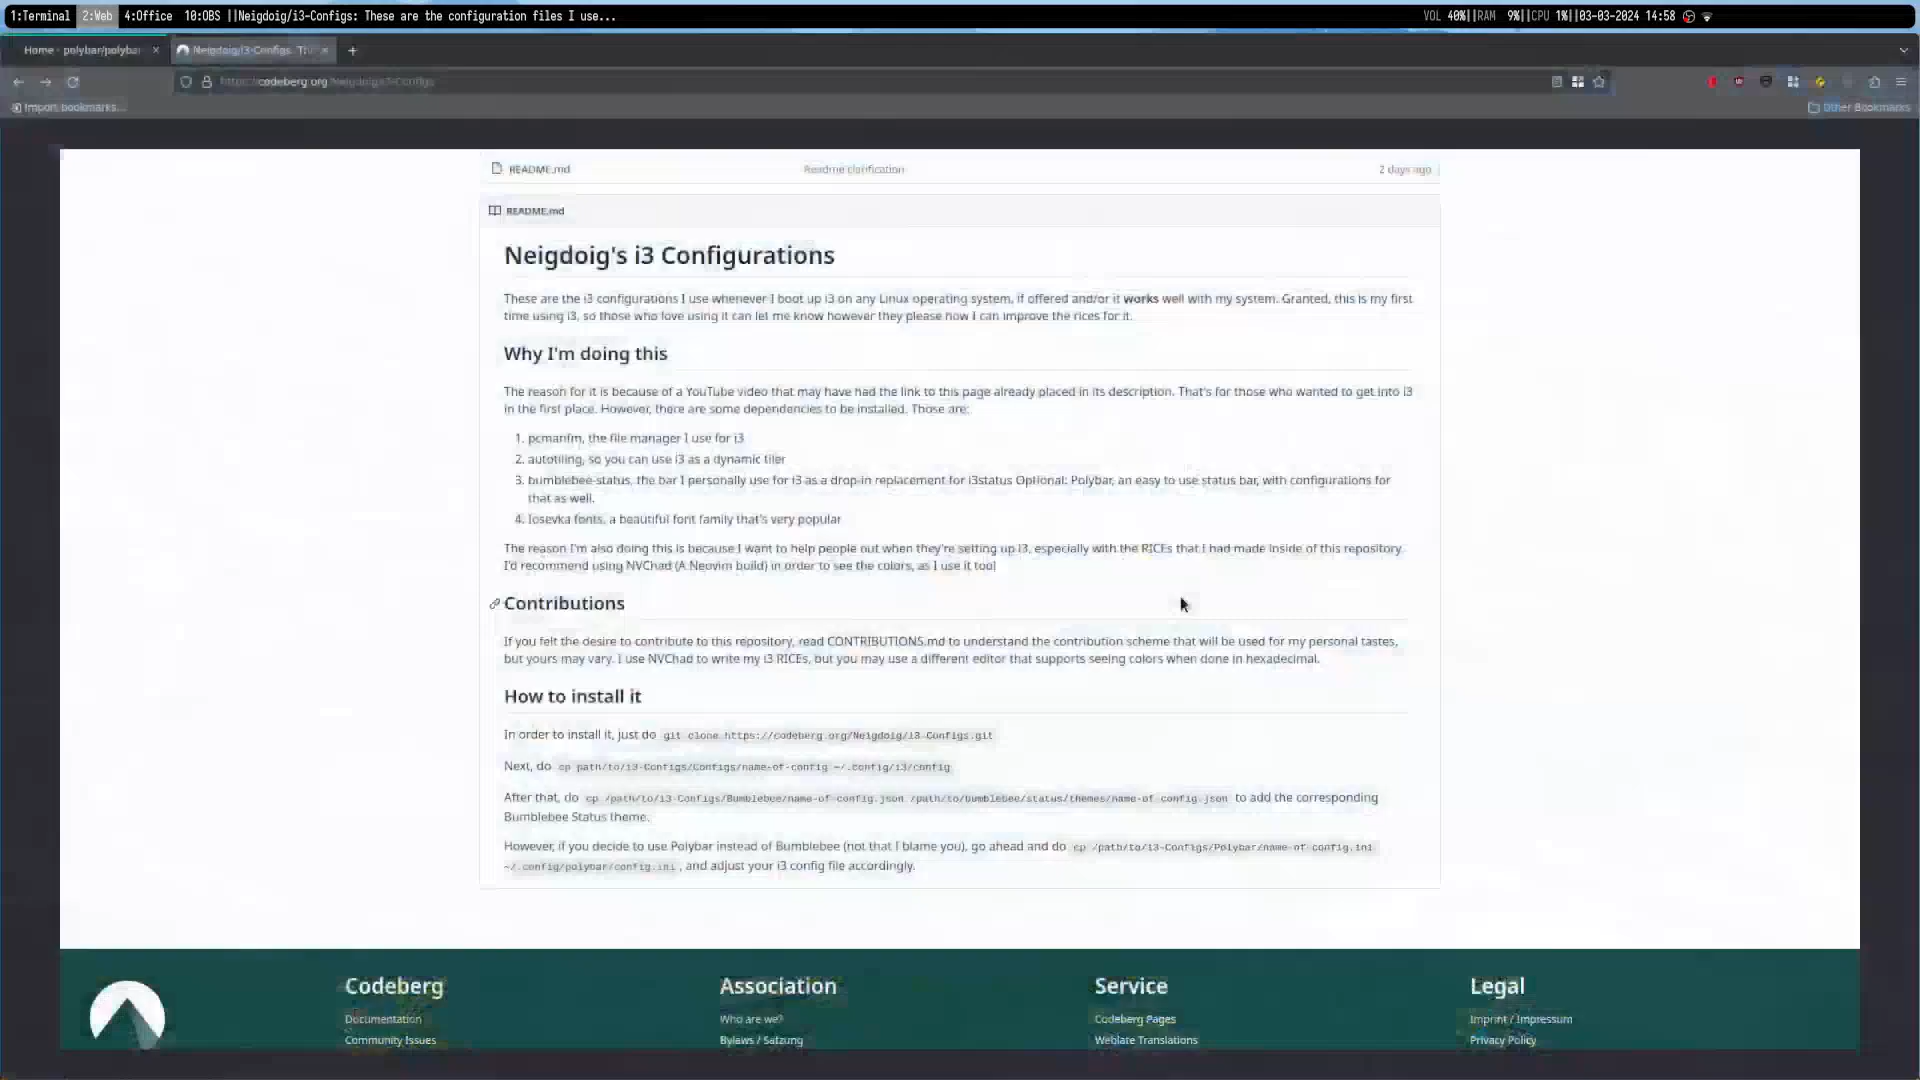 1:Terminal 2:Web 4:Office 10:OBS ||Neigdoig/i3-Configs: These are the configuration files I use... VOL 40%||RAM 9%||CPU 1%||03-03-2024 14:58
Home - polybar/polybar Neigdoig/i3-Configs: Th
https://codeberg.org/Neigdoig/i3-Configs
Import bookmarks... Other Bookmarks
README.md Readme clarification 2 days ago
README.md
Neigdoig's i3 Configurations
These are the i3 configurations I use whenever I boot up i3 on any Linux operating system, if offered and/or it works well with my system. Granted, this is my first
time using i3, so those who love using it can let me know however they please how I can improve the rices for it.
Why I'm doing this
The reason for it is because of a YouTube video that may have had the link to this page already placed in its description. That's for those who wanted to get into i3
in the first place. However, there are some dependencies to be installed. Those are:
1. pcmanfm, the file manager I use for i3
2. autotiling, so you can use i3 as a dynamic tiler
3. bumblebee-status, the bar I personally use for i3 as a drop-in replacement for i3status Optional: Polybar, an easy to use status bar, with configurations for
that as well.
4. Iosevka fonts, a beautiful font family that's very popular
The reason I'm also doing this is because I want to help people out when they're setting up i3, especially with the RICEs that I had made inside of this repository.
I'd recommend using NVChad (A Neovim build) in order to see the colors, as I use it too!
Contributions
If you felt the desire to contribute to this repository, read CONTRIBUTIONS.md to understand the contribution scheme that will be used for my personal tastes,
but yours may vary. I use NVChad to write my i3 RICEs, but you may use a different editor that supports seeing colors when done in hexadecimal.
How to install it
In order to install it, just do git clone https://codeberg.org/Neigdoig/i3-Configs.git
Next, do cp path/to/i3-Configs/Configs/name-of-config ~/.config/i3/config
After that, do cp /path/to/i3-Configs/Bumblebee/name-of-config.json /path/to/bumblebee/status/themes/name-of-config.json to add the corresponding
Bumblebee Status theme.
However, if you decide to use Polybar instead of Bumblebee (not that I blame you), go ahead and do cp /path/to/i3-Configs/Polybar/name-of-config.ini
~/.config/polybar/config.ini , and adjust your i3 config file accordingly.
Codeberg Association Service Legal
Documentation Who are we? Codeberg Pages Imprint / Impressum
Community Issues Bylaws / Satzung Weblate Translations Privacy Policy